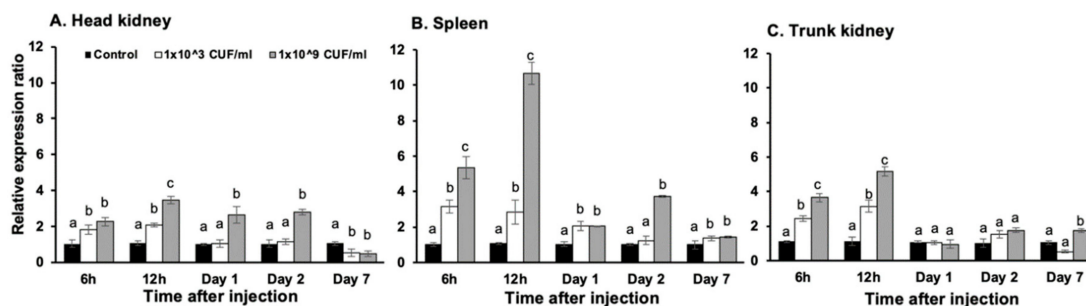 A. Head kidney
Relative expression ratio
12
10
8
6
4
2
0
Control 1x10^3 CUF/ml 1x10^9 CUF/ml
a b b a b c a a b a a b a b b
6h 12h Day 1 Day 2 Day 7
Time after injection
B. Spleen
12
10
8
6
4
2
0
a b c a b c a b b a a b a b b
6h 12h Day 1 Day 2 Day 7
Time after injection
C. Trunk kidney
12
10
8
6
4
2
0
a b c a b c a a a a a a a a b
6h 12h Day 1 Day 2 Day 7
Time after injection